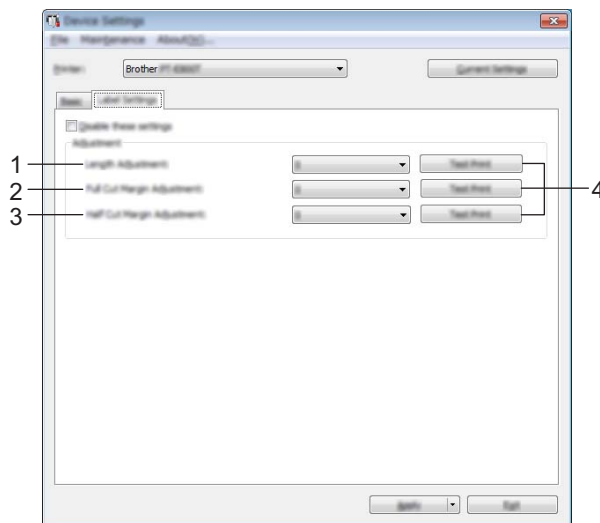 Device Settings
File Maintenance About
Printer: Brother PT-E800T Current Settings
Basic Label Settings
Disable these settings
Adjustment
1 Length Adjustment: Test Print
2 Full Cut Margin Adjustment: Test Print 4
3 Half Cut Margin Adjustment: Test Print
Apply Exit